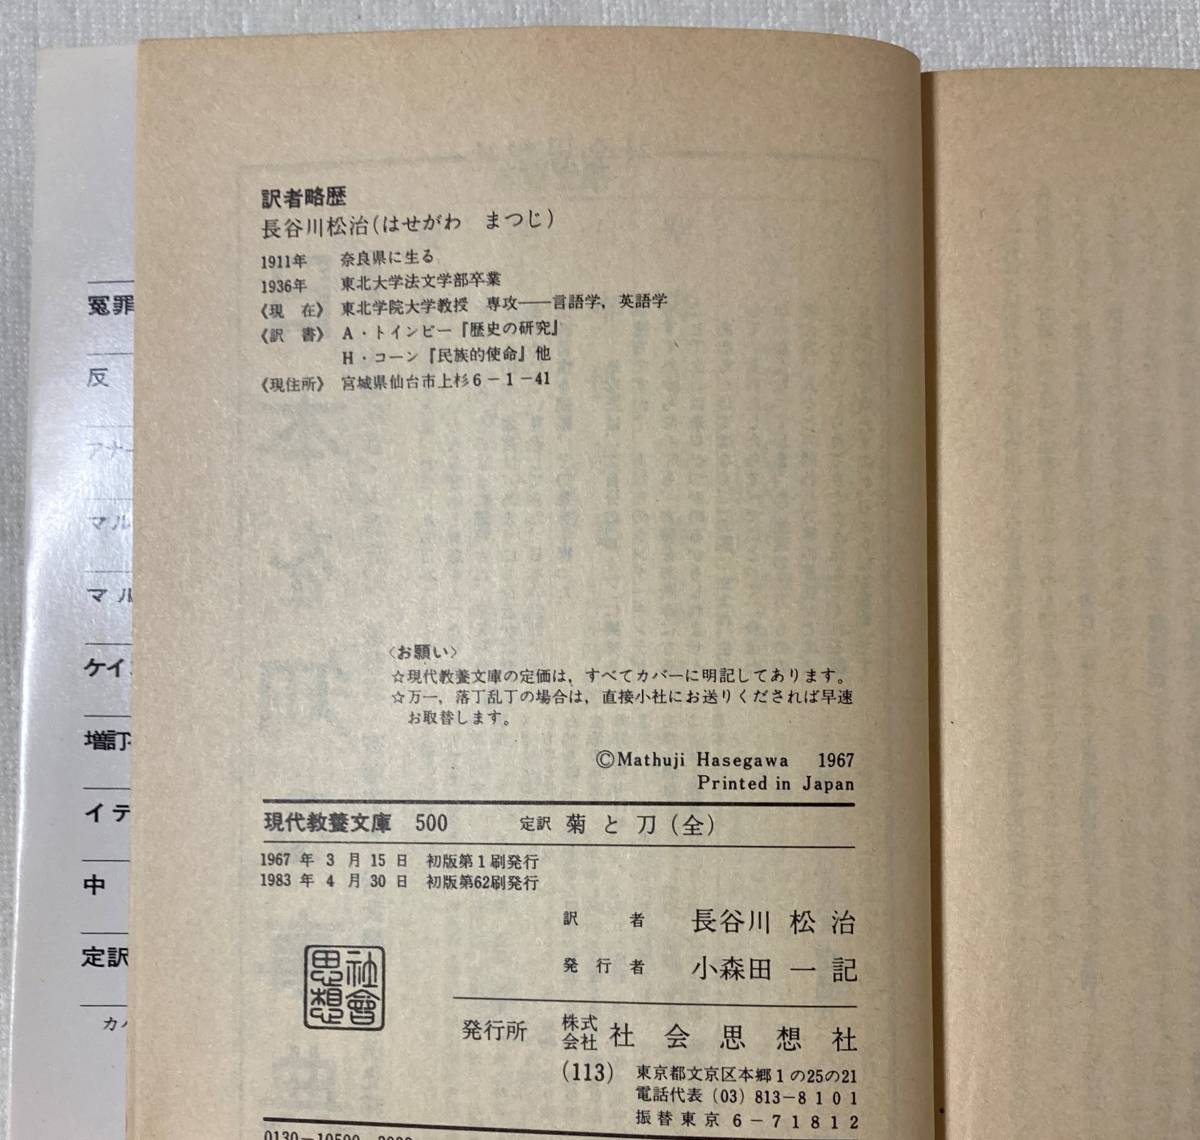 訳者略歴
長谷川松治(はせがわ　まつじ)
1911年　奈良県に生る
1936年　東北大学法文学部卒業
《現　在》 東北学院大学教授　専攻――言語学，英語学
《訳　書》 A・トインビー『歴史の研究』
H・コーン『民族的使命』他
《現住所》 宮城県仙台市上杉6－1－41
〈お願い〉
☆現代教養文庫の定価は，すべてカバーに明記してあります。
☆万一，落丁乱丁の場合は，直接小社にお送りくだされば早速
お取替します。
©Mathuji Hasegawa　1967
Printed in Japan
現代教養文庫　500　定訳 菊と刀(全)
1967年3月15日　初版第1刷発行
1983年4月30日　初版第62刷発行
訳　者　長谷川松治
発行者　小森田一記
社會思想
発行所　株式会社 社会思想社
(113)　東京都文京区本郷1の25の21
電話代表 (03) 813－8101
振替東京 6－71812
冤罪
反
アナー
マル
マル
ケイ
増訂
イデ
中
定訳
カバ